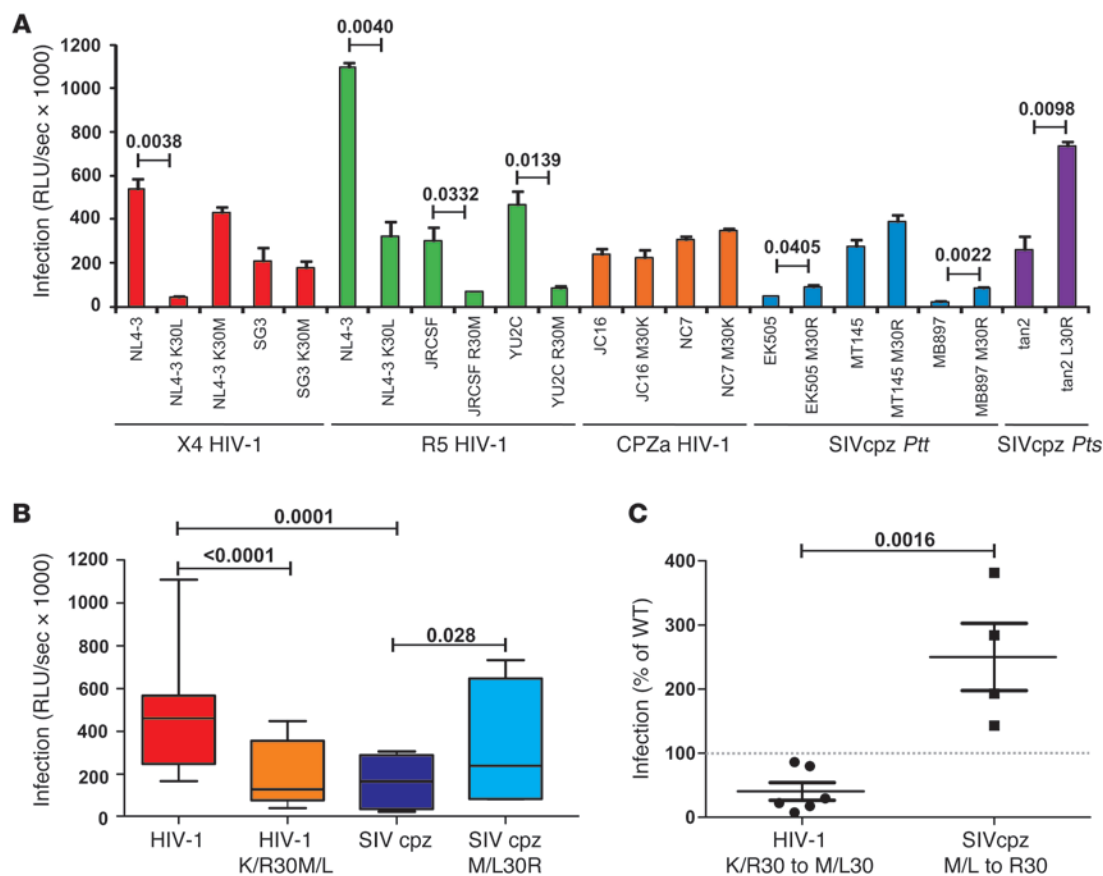 A
Infection (RLU/sec × 1000)
1200
1000
800
600
400
200
0
0.0038
0.0040
0.0332
0.0139
0.0405
0.0022
0.0098
NL4-3
NL4-3 K30L
NL4-3 K30M
SG3
SG3 K30M
NL4-3
NL4-3 K30L
JRCSF
JRCSF R30M
YU2C
YU2C R30M
JC16
JC16 M30K
NC7
NC7 M30K
EK505
EK505 M30R
MT145
MT145 M30R
MB897
MB897 M30R
tan2
tan2 L30R
X4 HIV-1
R5 HIV-1
CPZa HIV-1
SIVcpz Ptt
SIVcpz Pts
B
Infection (RLU/sec × 1000)
1200
1000
800
600
400
200
0
0.0001
<0.0001
0.028
HIV-1
HIV-1
K/R30M/L
SIV cpz
SIV cpz
M/L30R
C
Infection (% of WT)
400
300
200
100
0
0.0016
HIV-1
K/R30 to M/L30
SIVcpz
M/L to R30